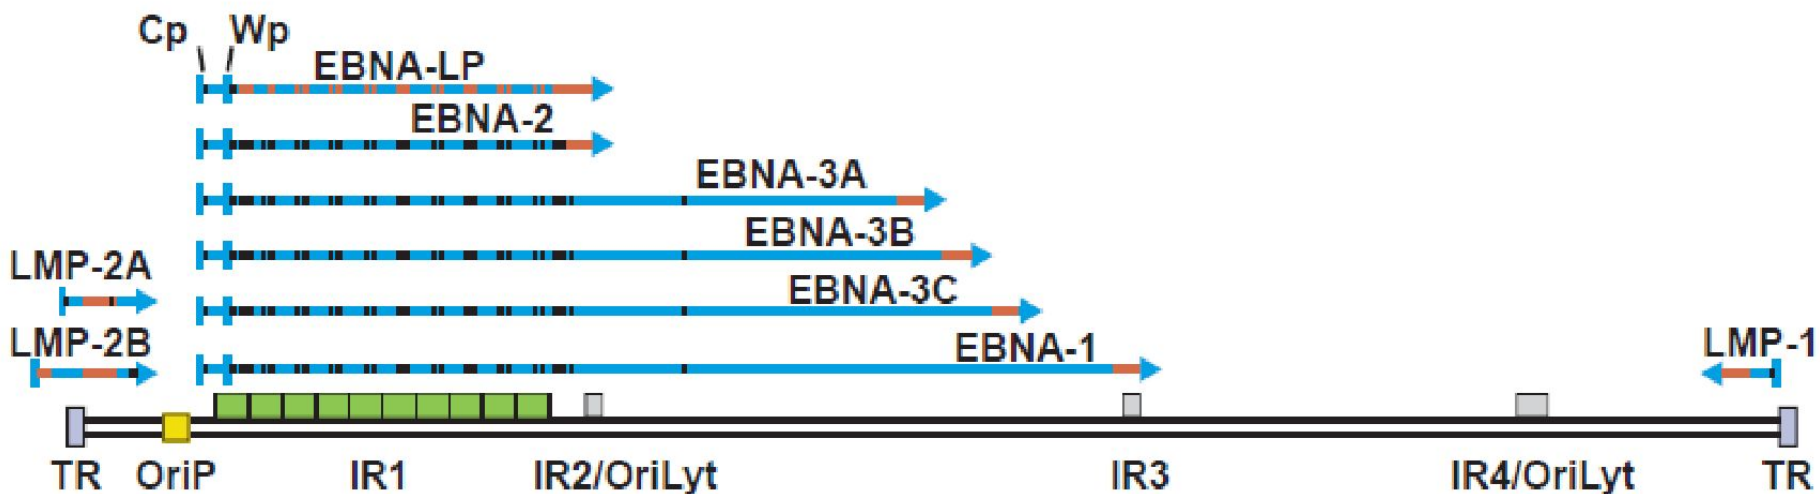 Cp Wp
EBNA-LP
EBNA-2
EBNA-3A
EBNA-3B
LMP-2A
EBNA-3C
LMP-2B
EBNA-1
LMP-1
TR OriP IR1 IR2/OriLyt IR3 IR4/OriLyt TR